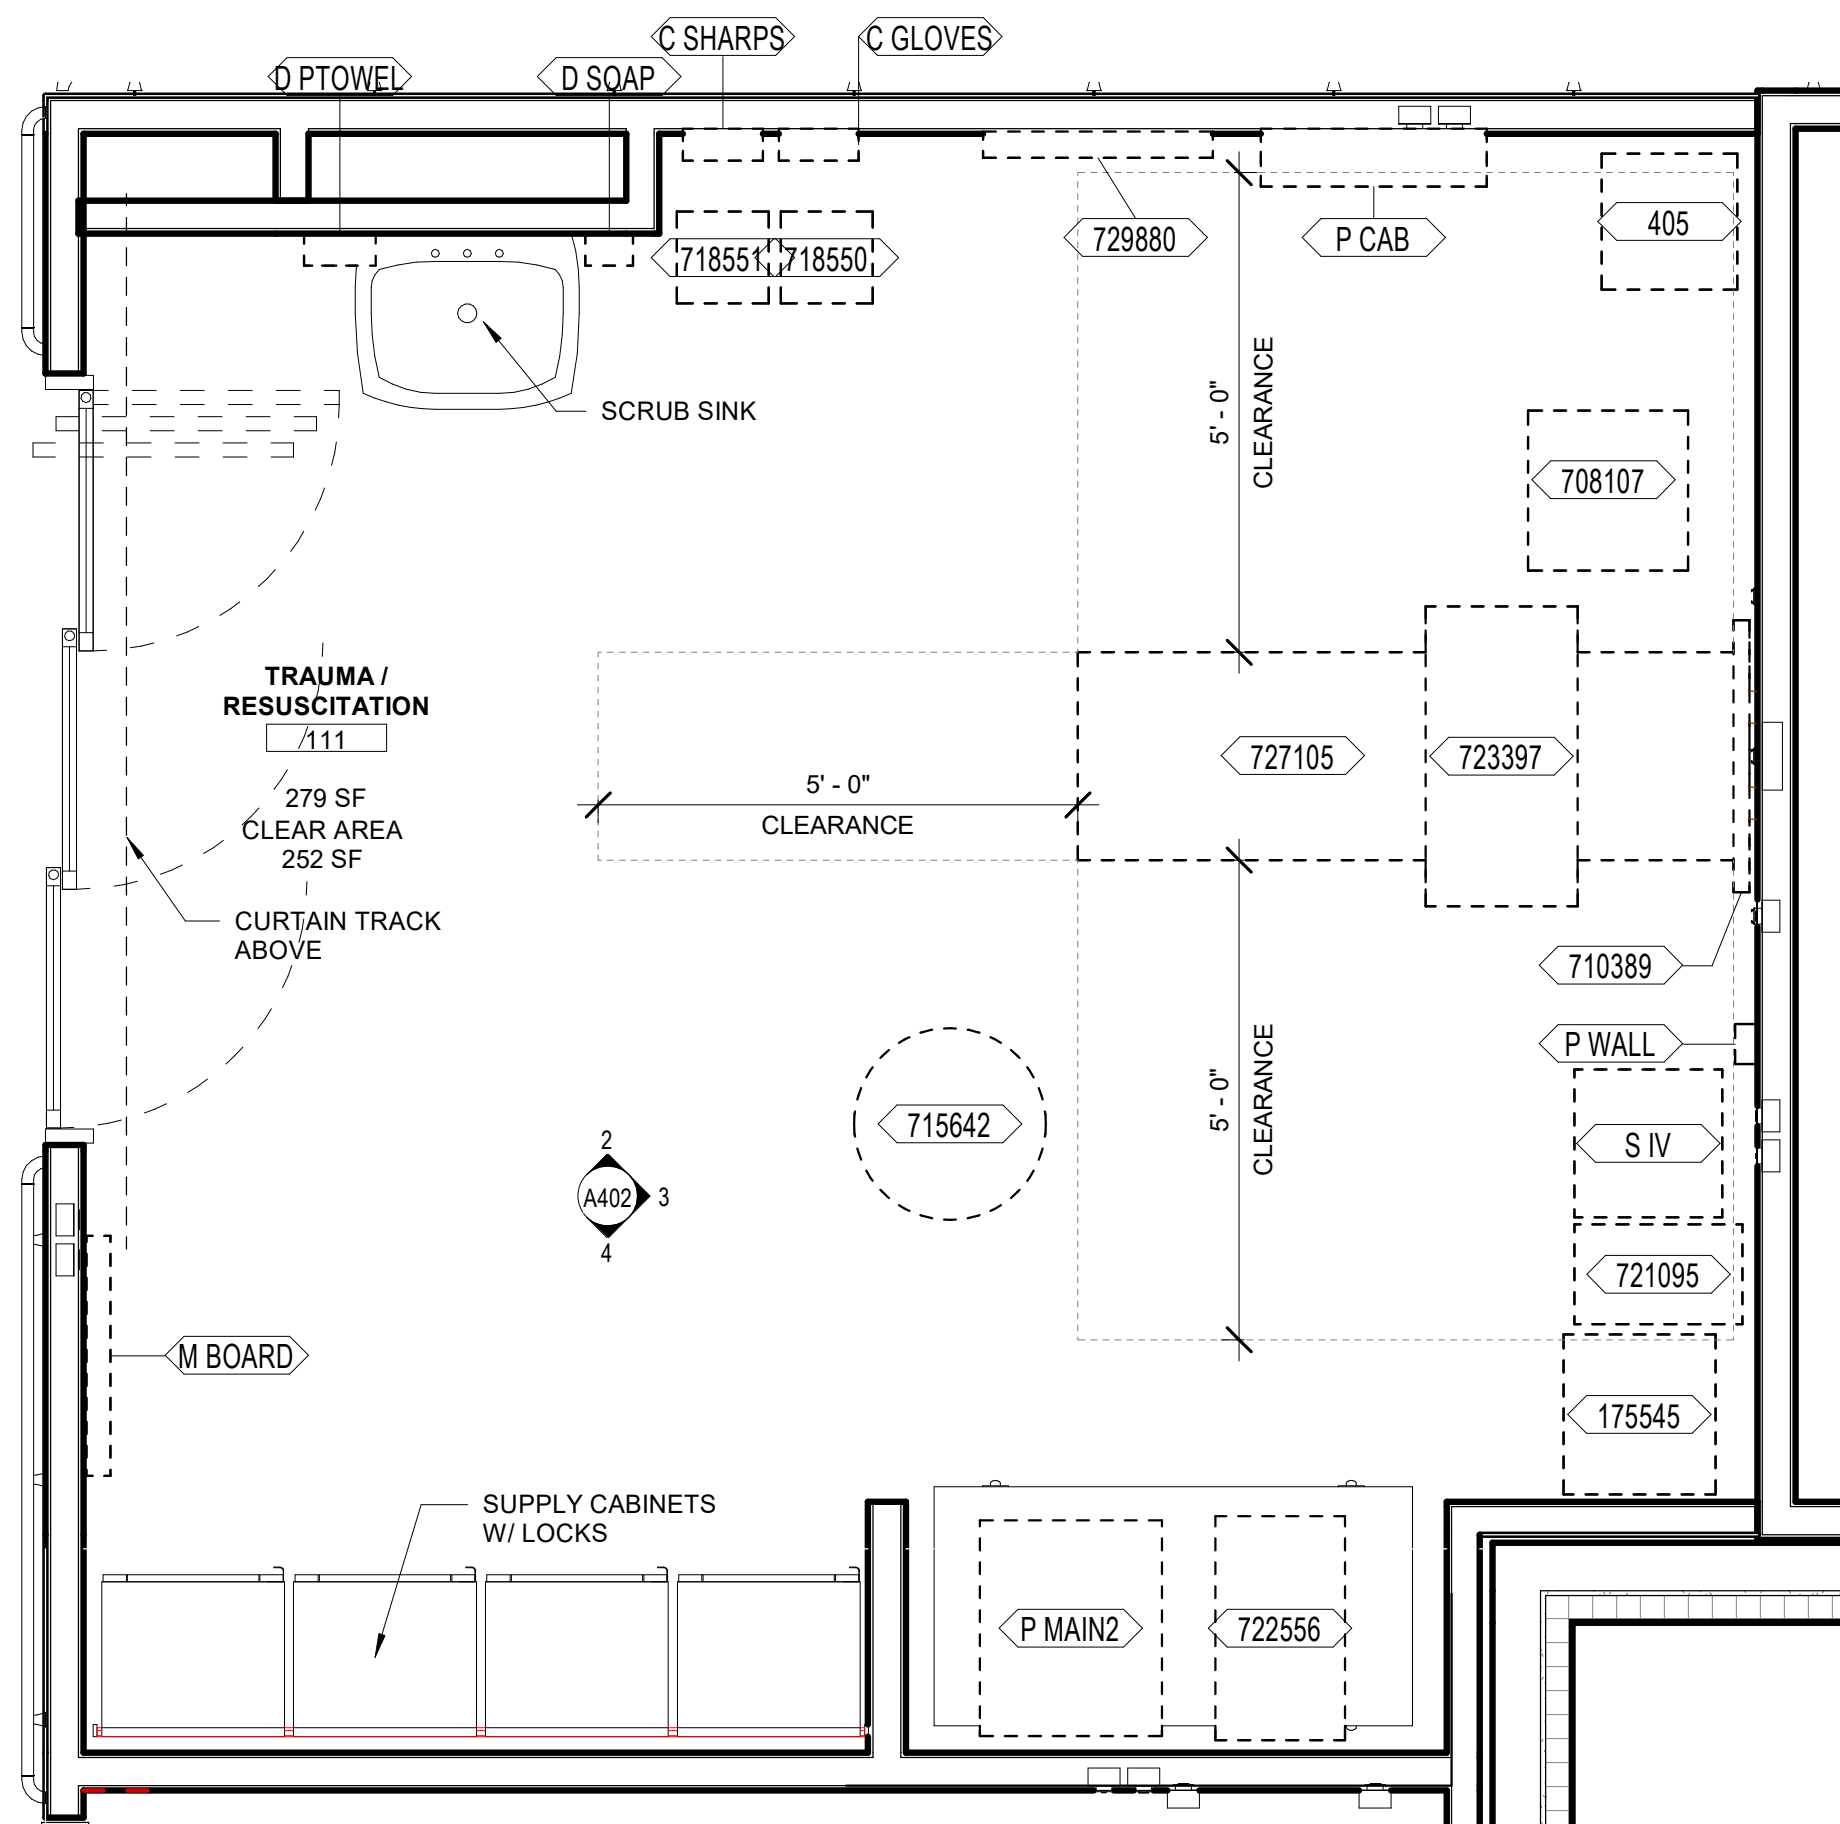 C SHARPS
C GLOVES
D PTOWEL
D SOAP
718551
718550
729880
P CAB
405
SCRUB SINK
5' - 0"
CLEARANCE
708107
TRAUMA /
RESUSCITATION
111
279 SF
CLEAR AREA
252 SF
5' - 0"
CLEARANCE
727105
723397
CURTAIN TRACK
ABOVE
710389
P WALL
5' - 0"
CLEARANCE
715642
S IV
2
A402
3
4
721095
M BOARD
175545
SUPPLY CABINETS
W/ LOCKS
P MAIN2
722556